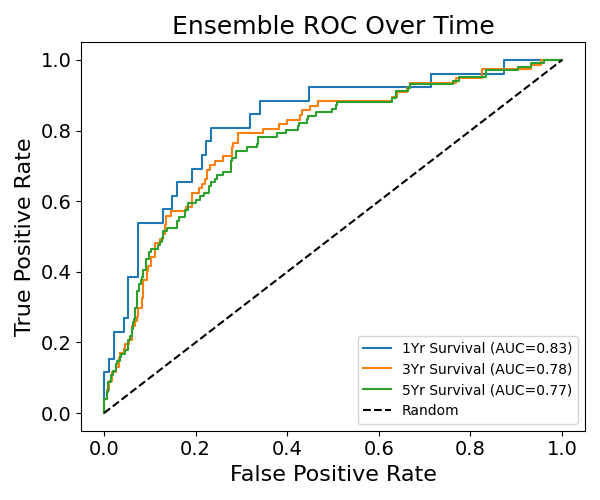 Ensemble ROC Over Time
True Positive Rate
1.0
0.8
0.6
0.4
0.2
0.0
0.0 0.2 0.4 0.6 0.8 1.0
False Positive Rate
1Yr Survival (AUC=0.83)
3Yr Survival (AUC=0.78)
5Yr Survival (AUC=0.77)
Random